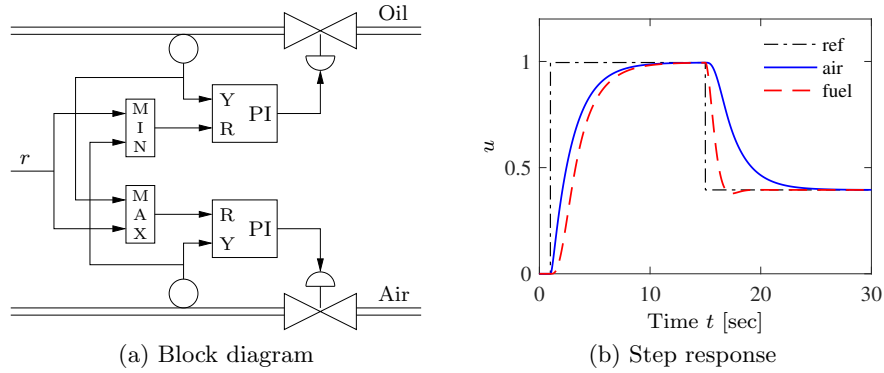 Oil
Y
R
PI
M
I
N
r
M
A
X
R
Y
PI
Air
(a) Block diagram
1
0.5
0
u
ref
air
fuel
0
10
20
30
Time t [sec]
(b) Step response